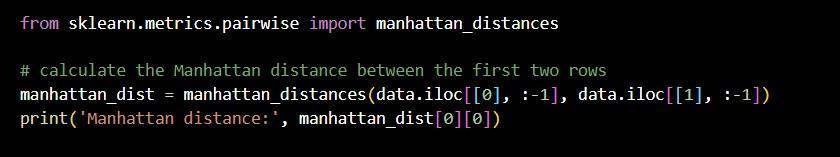 from sklearn.metrics.pairwise import manhattan_distances
# calculate the Manhattan distance between the first two rows
manhattan_dist = manhattan_distances(data.iloc[[0], :-1], data.iloc[[1], :-1])
print('Manhattan distance:', manhattan_dist[0][0])